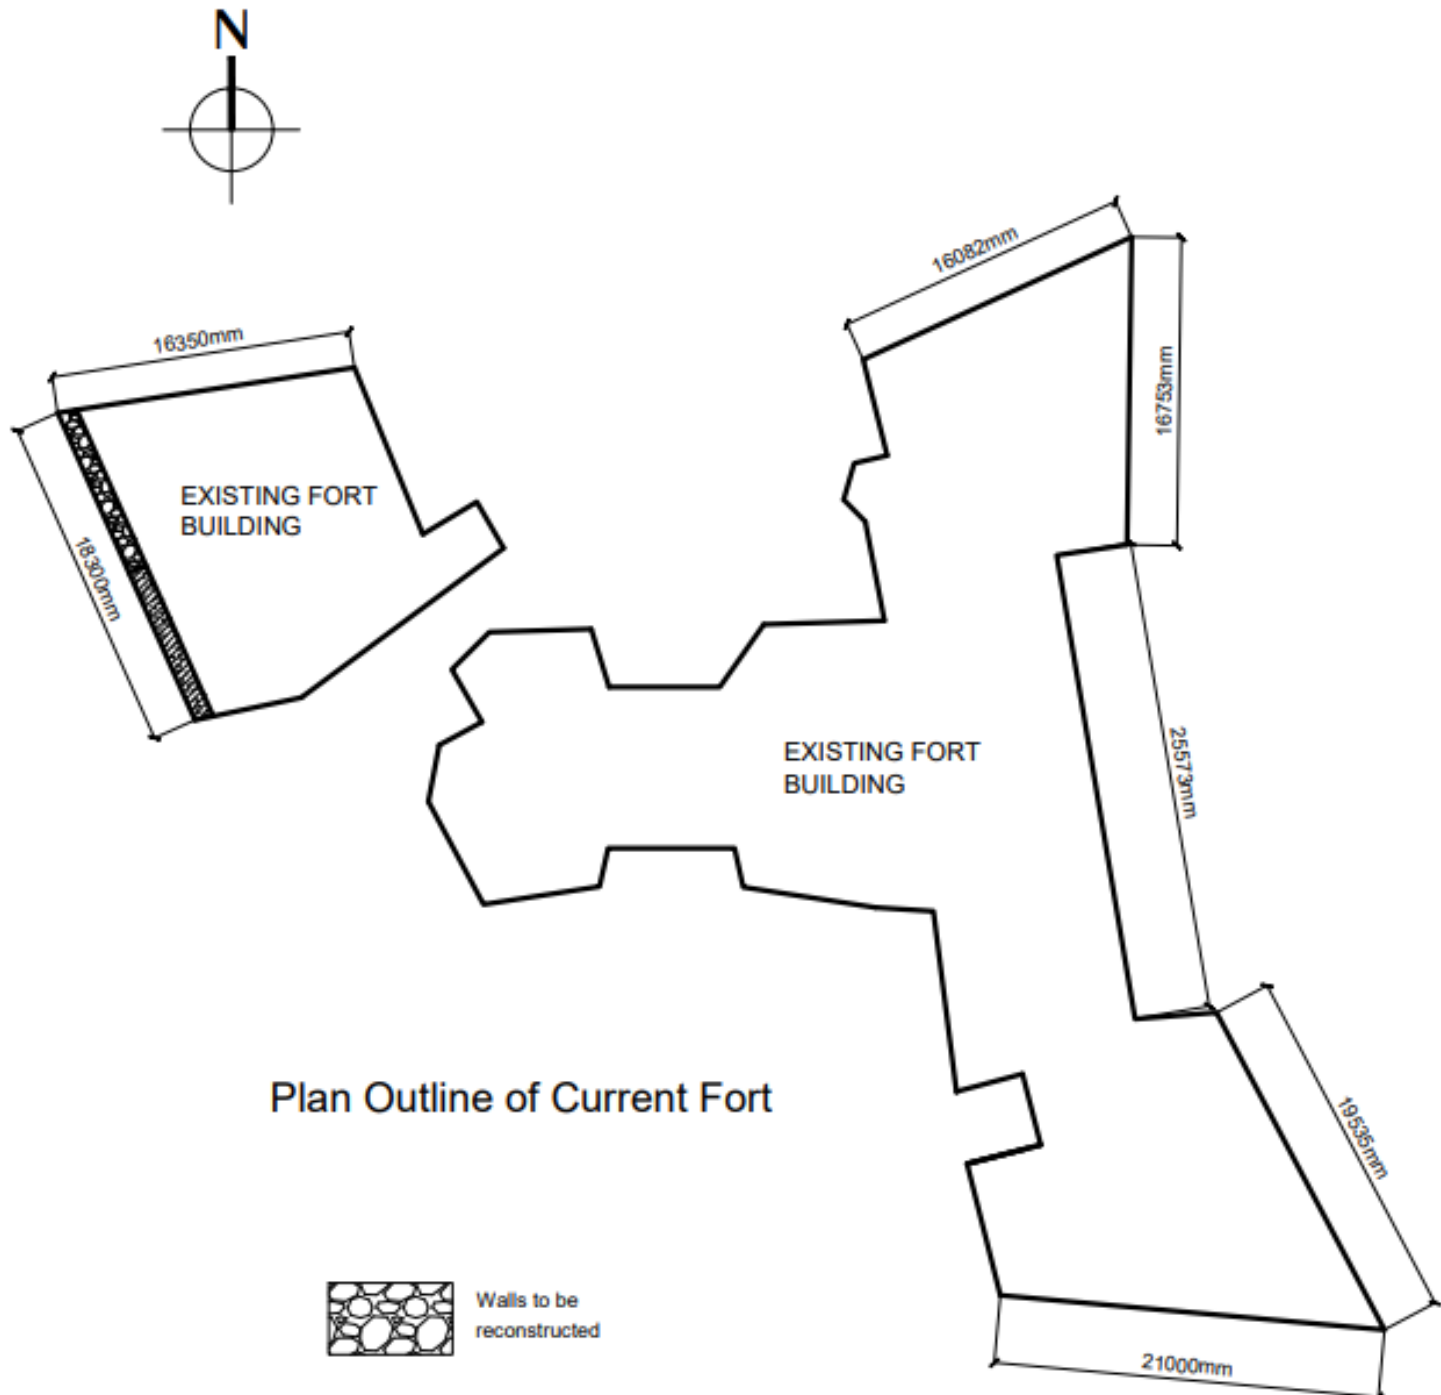 N
16082mm
16350mm
16753mm
EXISTING FORT
BUILDING
18300mm
EXISTING FORT
BUILDING
25573mm
Plan Outline of Current Fort
19535mm
Walls to be
reconstructed
21000mm